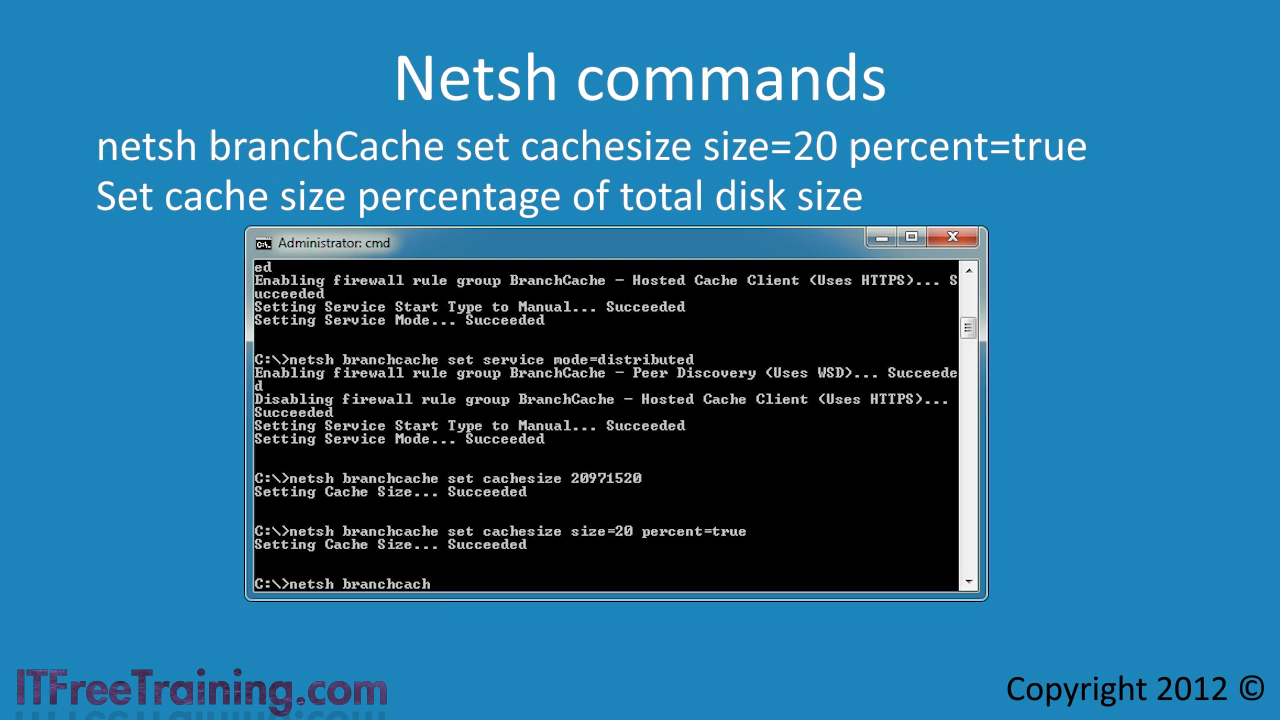 Netsh commands
netsh branchCache set cachesize size=20 percent=true
Set cache size percentage of total disk size
Administrator: cmd
ed
Enabling firewall rule group BranchCache - Hosted Cache Client (Uses HTTPS)... S
ucceeded
Setting Service Start Type to Manual... Succeeded
Setting Service Mode... Succeeded
C:\>netsh branchcache set service mode=distributed
Enabling firewall rule group BranchCache - Peer Discovery (Uses WSD)... Succeede
d
Disabling firewall rule group BranchCache - Hosted Cache Client (Uses HTTPS)...
Succeeded
Setting Service Start Type to Manual... Succeeded
Setting Service Mode... Succeeded
C:\>netsh branchcache set cachesize 20971520
Setting Cache Size... Succeeded
C:\>netsh branchcache set cachesize size=20 percent=true
Setting Cache Size... Succeeded
C:\>netsh branchcach
ITFreeTraining.com
Copyright 2012 ©